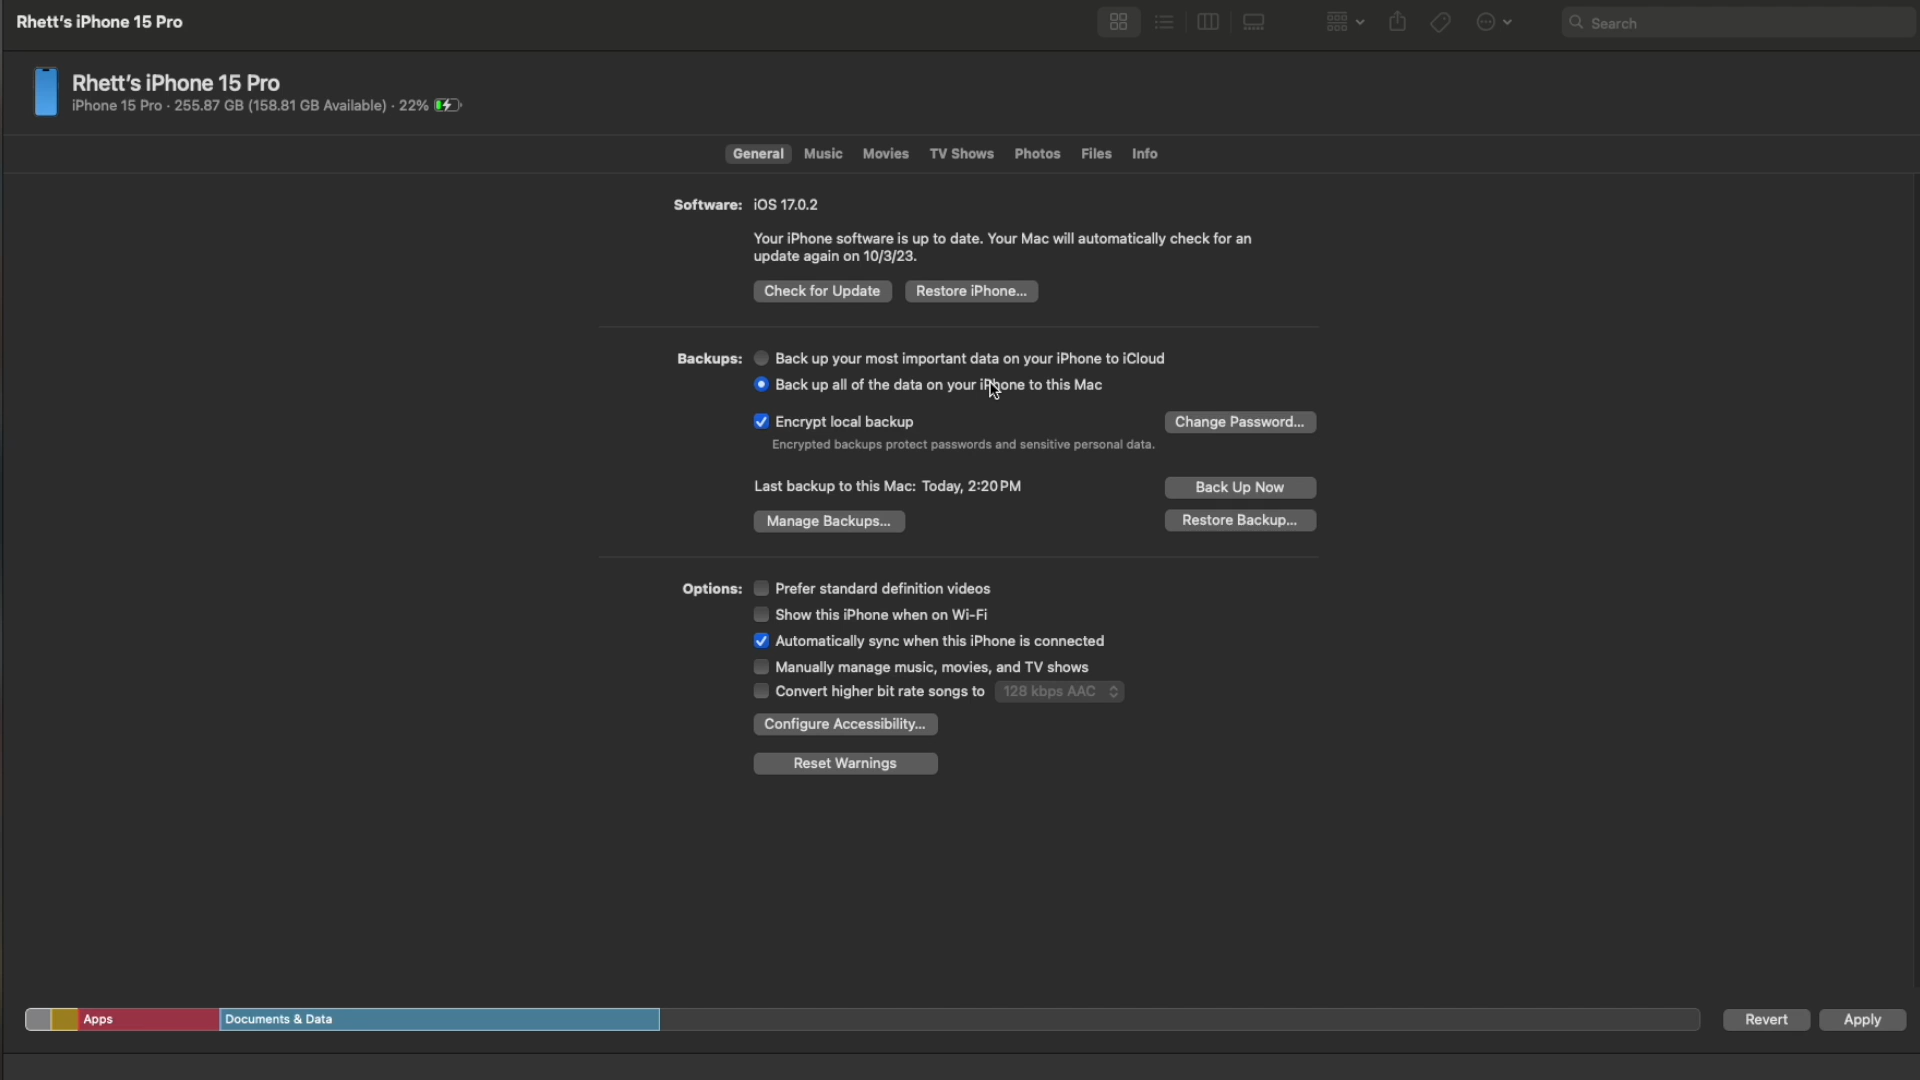 Rhett's iPhone 15 Pro
Search
Rhett's iPhone 15 Pro
iPhone 15 Pro · 255.87 GB (158.81 GB Available) · 22%
General Music Movies TV Shows Photos Files Info
Software: iOS 17.0.2
Your iPhone software is up to date. Your Mac will automatically check for an
update again on 10/3/23.
Check for Update Restore iPhone...
Backups: Back up your most important data on your iPhone to iCloud
Back up all of the data on your iPhone to this Mac
Encrypt local backup Change Password...
Encrypted backups protect passwords and sensitive personal data.
Last backup to this Mac: Today, 2:20 PM Back Up Now
Manage Backups... Restore Backup...
Options: Prefer standard definition videos
Show this iPhone when on Wi-Fi
Automatically sync when this iPhone is connected
Manually manage music, movies, and TV shows
Convert higher bit rate songs to 128 kbps AAC
Configure Accessibility...
Reset Warnings
Apps Documents & Data Revert Apply